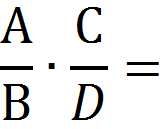 A/B · C/D =